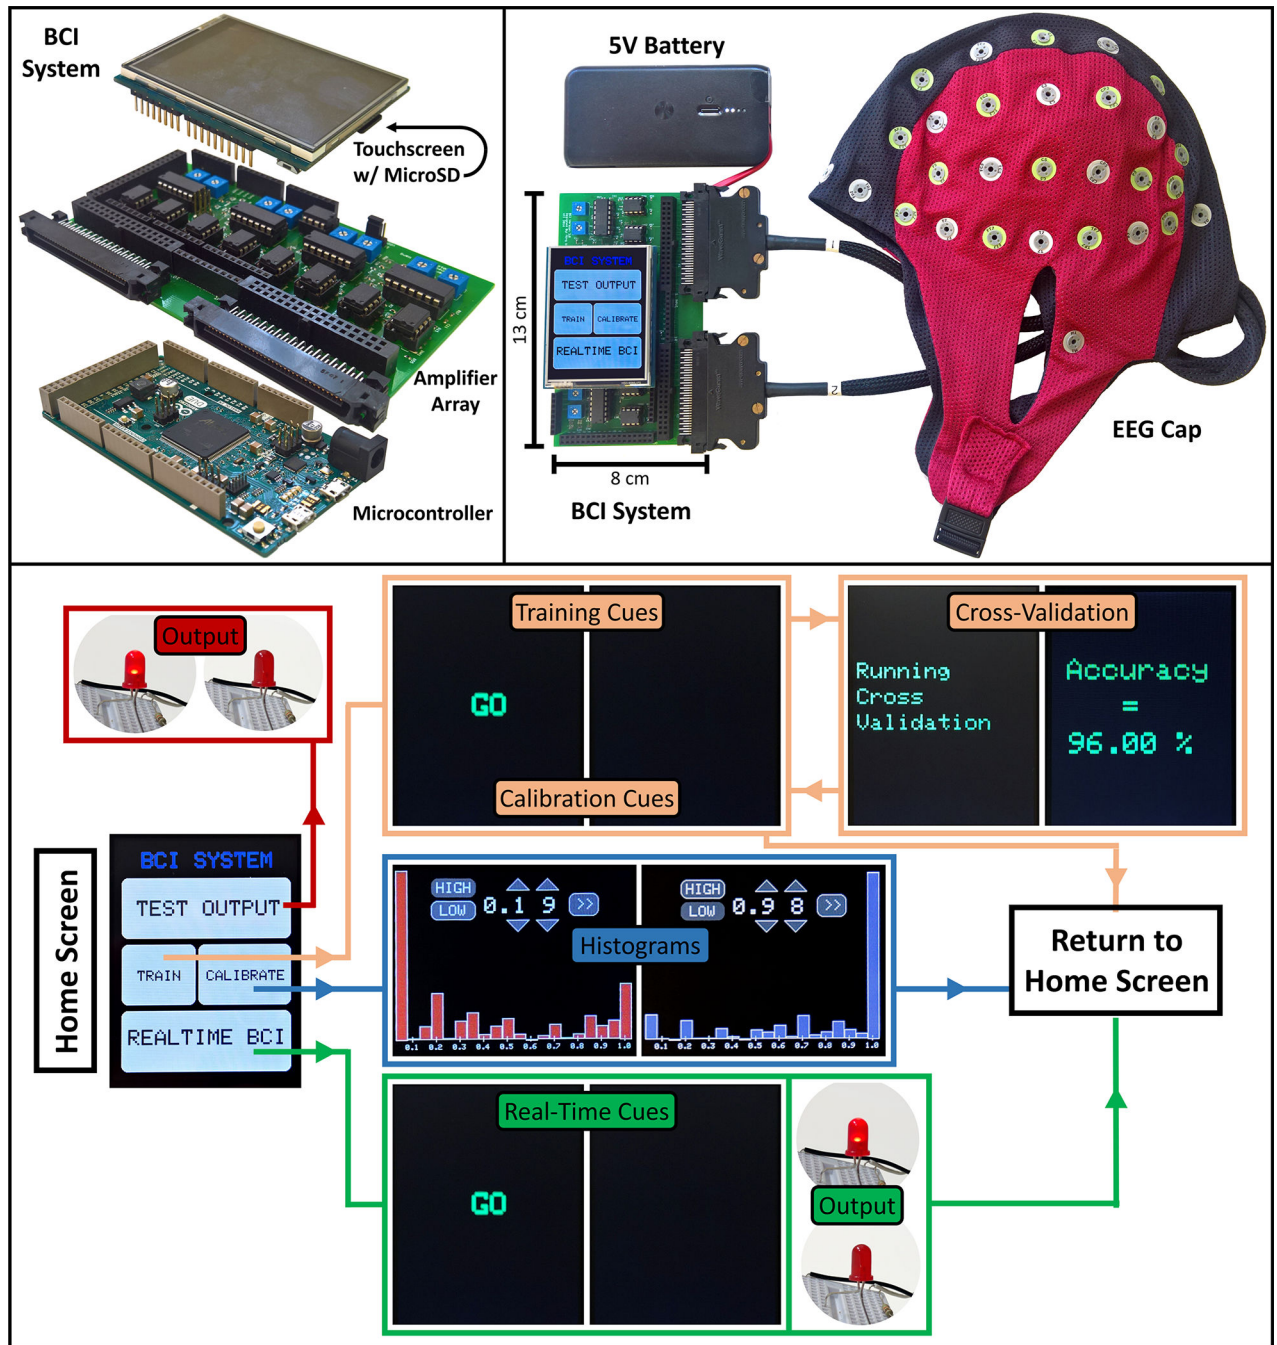 BCI
System
Touchscreen
w/ MicroSD
Amplifier
Array
Microcontroller
5V Battery
13 cm
BCI SYSTEM
TEST OUTPUT
TRAIN
CALIBRATE
REALTIME BCI
1
2
8 cm
BCI System
EEG Cap
Output
Training Cues
GO
Calibration Cues
Cross-Validation
Running
Cross
Validation
Accuracy
=
96.00 %
Home Screen
BCI SYSTEM
TEST OUTPUT
TRAIN
CALIBRATE
REALTIME BCI
HIGH
LOW
0.1 9
>>
HIGH
LOW
0.9 8
>>
Histograms
0.1 0.2 0.3 0.4 0.5 0.6 0.7 0.8 0.9 1.0
0.1 0.2 0.3 0.4 0.5 0.6 0.7 0.8 0.9 1.0
Return to
Home Screen
Real-Time Cues
GO
Output